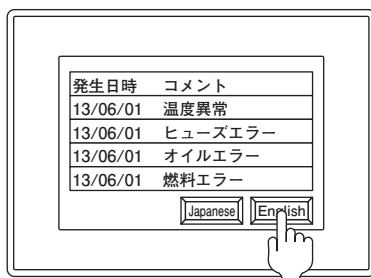 発生日時 コメント
13/06/01 温度異常
13/06/01 ヒューズエラー
13/06/01 オイルエラー
13/06/01 燃料エラー
Japanese English